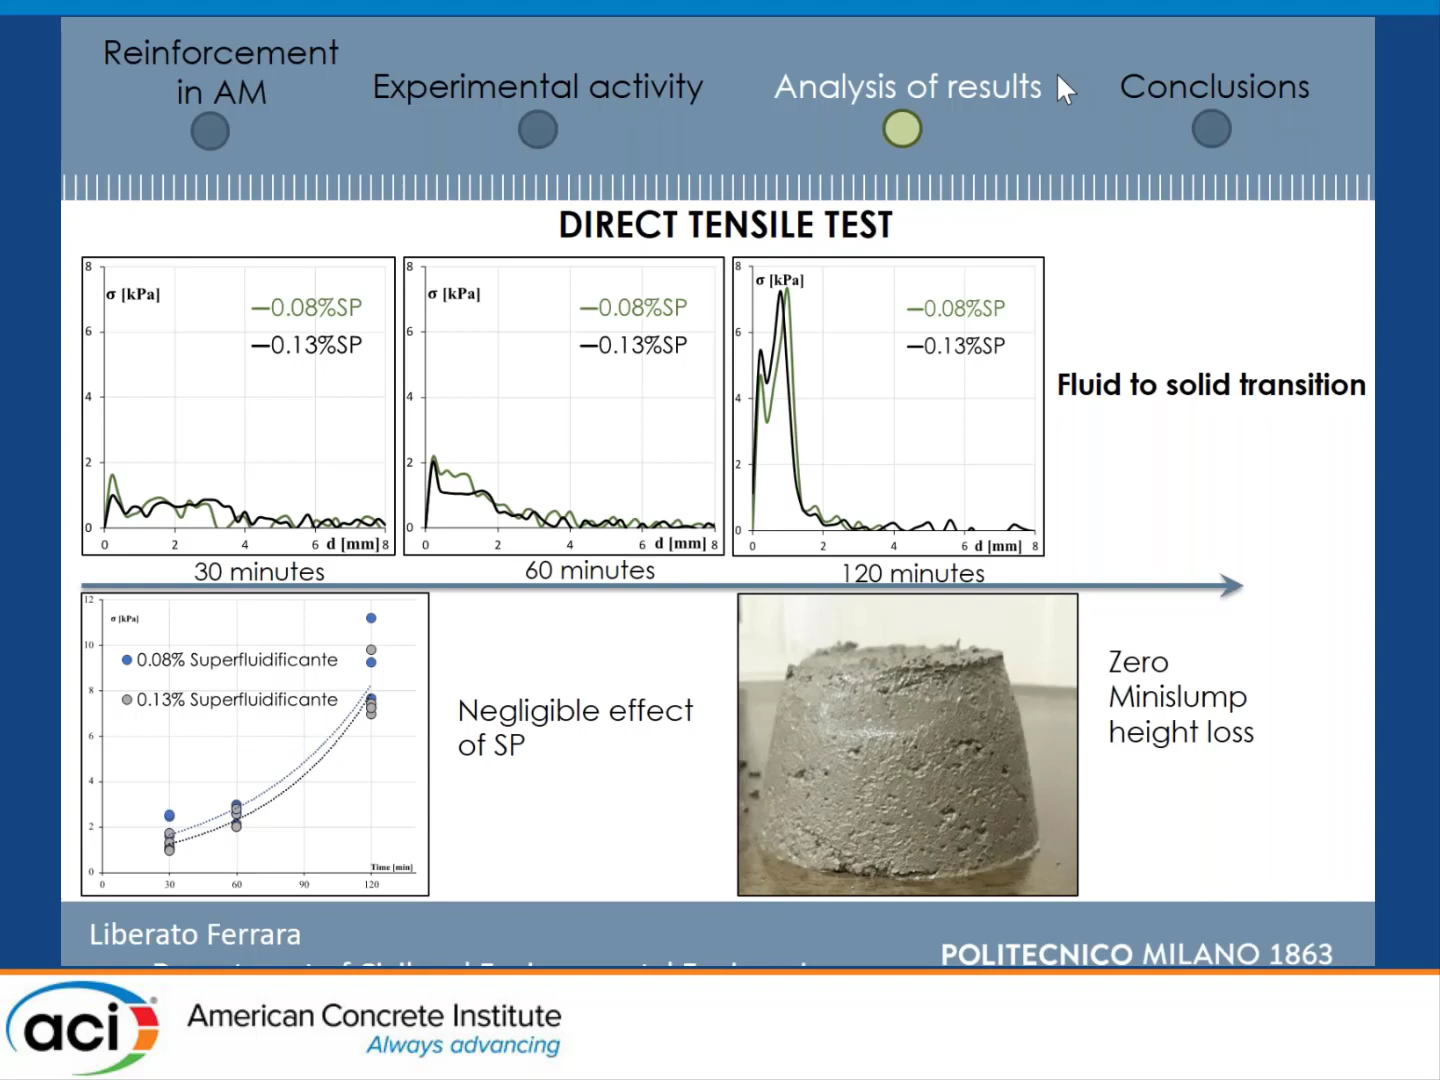 Reinforcement
in AM
Experimental activity
Analysis of results
Conclusions
DIRECT TENSILE TEST
8
6
4
2
0
σ [kPa]
0.08%SP
0.13%SP
0 2 4 6 d [mm] 8
8
6
4
2
0
σ [kPa]
0.08%SP
0.13%SP
0 2 4 6 d [mm] 8
8
6
4
2
0
σ [kPa]
0.08%SP
0.13%SP
0 2 4 6 d [mm] 8
Fluid to solid transition
30 minutes
60 minutes
120 minutes
12
10
8
6
4
2
0
σ [kPa]
0.08% Superfluidificante
0.13% Superfluidificante
Time [min]
0 30 60 90 120
Negligible effect
of SP
Zero
Minislump
height loss
Liberato Ferrara
POLITECNICO MILANO 1863
aci
American Concrete Institute
Always advancing